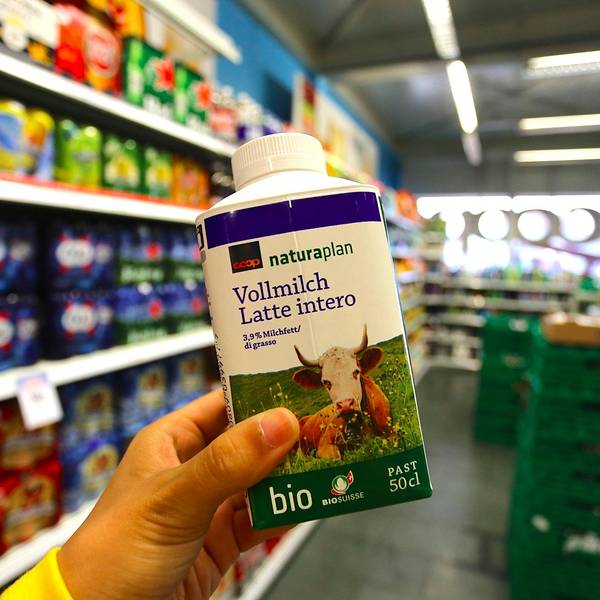 coop naturaplan
Vollmilch
Latte intero
3,9% Milchfett/
di grasso
bio
BIOSUISSE
PAST
50cl